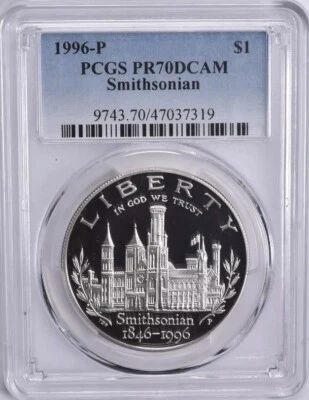 1996-P $1
PCGS PR70DCAM
Smithsonian
9743.70/47037319
LIBERTY
IN GOD WE TRUST
Smithsonian
1846-1996